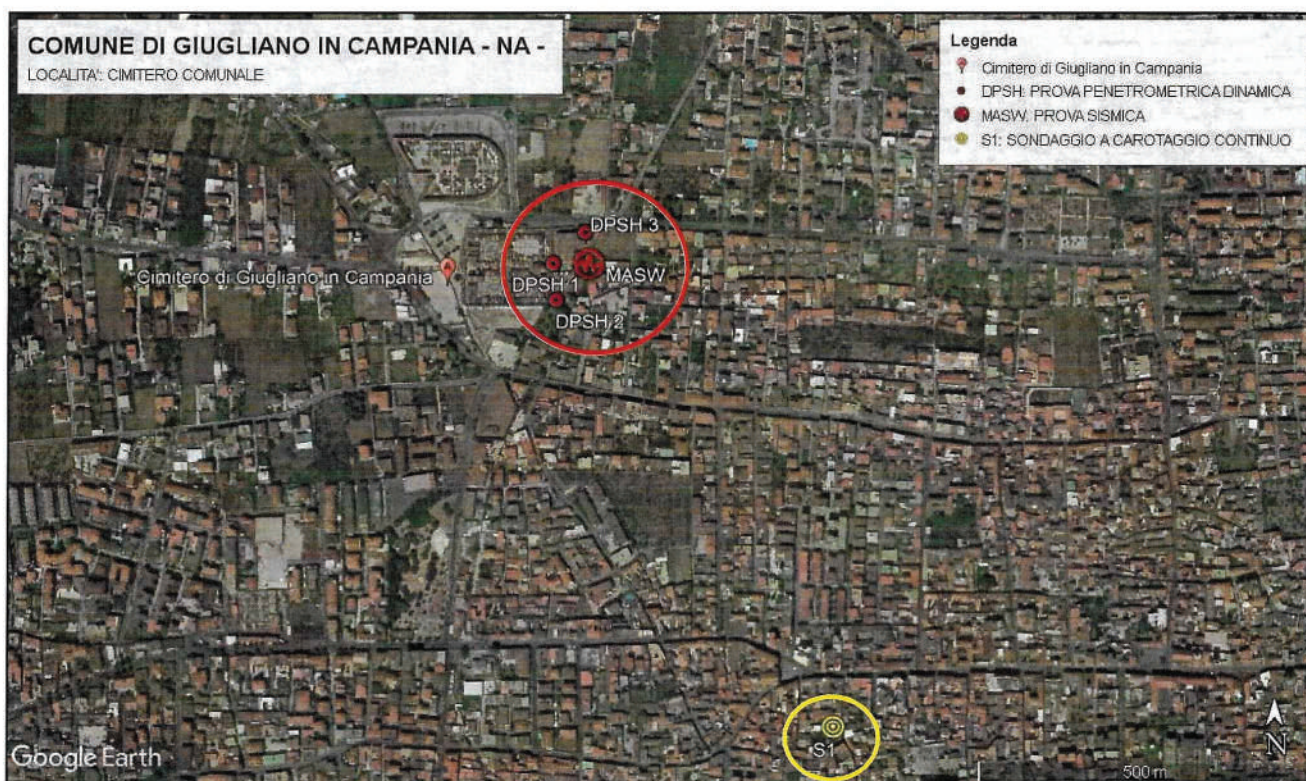 COMUNE DI GIUGLIANO IN CAMPANIA - NA -
LOCALITA': CIMITERO COMUNALE
Legenda
Cimitero di Giugliano in Campania
DPSH: PROVA PENETROMETRICA DINAMICA
MASW: PROVA SISMICA
S1: SONDAGGIO A CAROTAGGIO CONTINUO
DPSH 3
Cimitero di Giugliano in Campania
MASW
DPSH 1
DPSH 2
S1
N
Google Earth
500 m